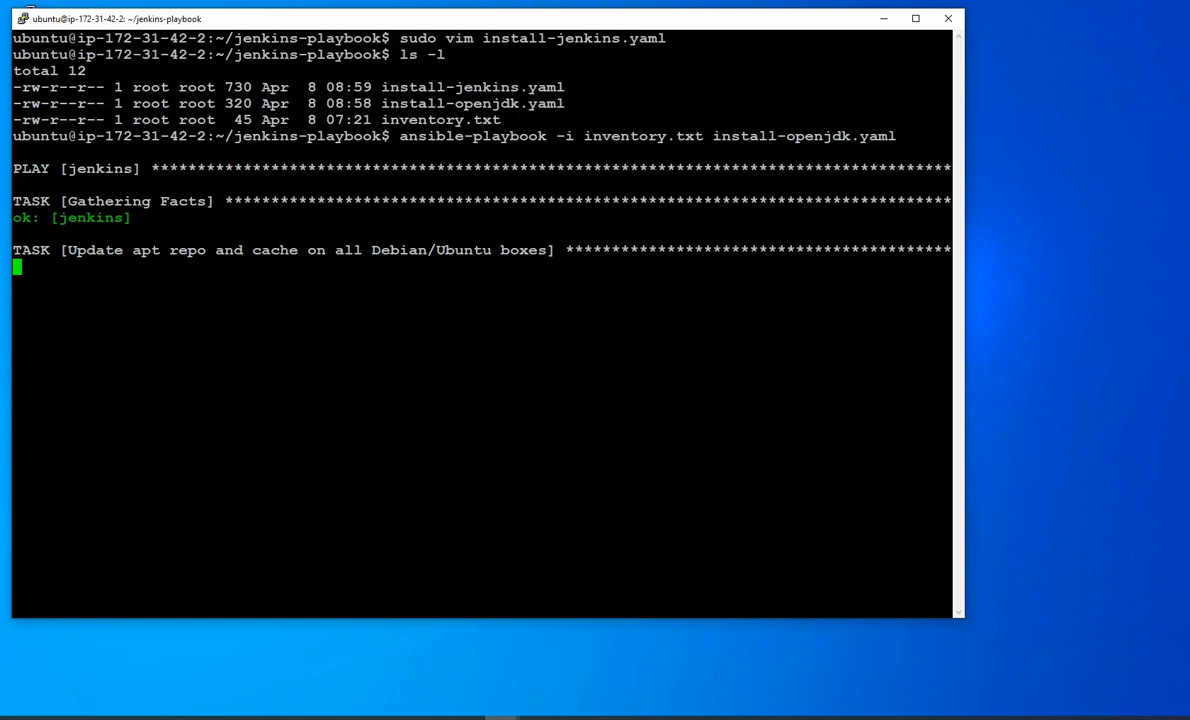 ubuntu@ip-172-31-42-2: ~/jenkins-playbook
ubuntu@ip-172-31-42-2:~/jenkins-playbook$ sudo vim install-jenkins.yaml
ubuntu@ip-172-31-42-2:~/jenkins-playbook$ ls -l
total 12
-rw-r--r-- 1 root root 730 Apr  8 08:59 install-jenkins.yaml
-rw-r--r-- 1 root root 320 Apr  8 08:58 install-openjdk.yaml
-rw-r--r-- 1 root root  45 Apr  8 07:21 inventory.txt
ubuntu@ip-172-31-42-2:~/jenkins-playbook$ ansible-playbook -i inventory.txt install-openjdk.yaml
PLAY [jenkins] ***************************************************************************************
TASK [Gathering Facts] *******************************************************************************
ok: [jenkins]
TASK [Update apt repo and cache on all Debian/Ubuntu boxes] ******************************************